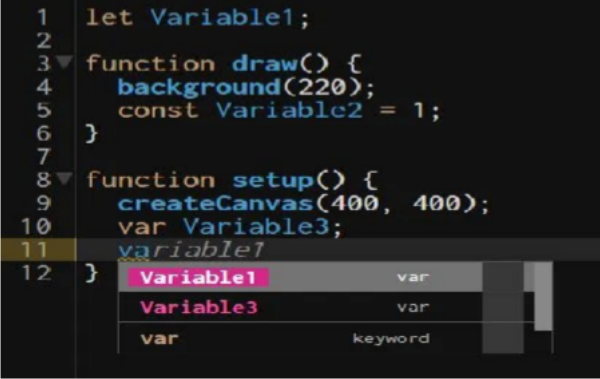 1 let Variable1;
2
3 function draw() {
4 background(220);
5 const Variable2 = 1;
6 }
7
8 function setup() {
9 createCanvas(400, 400);
10 var Variable3;
11 variable1
12 }
Variable1 var
Variable3 var
var keyword